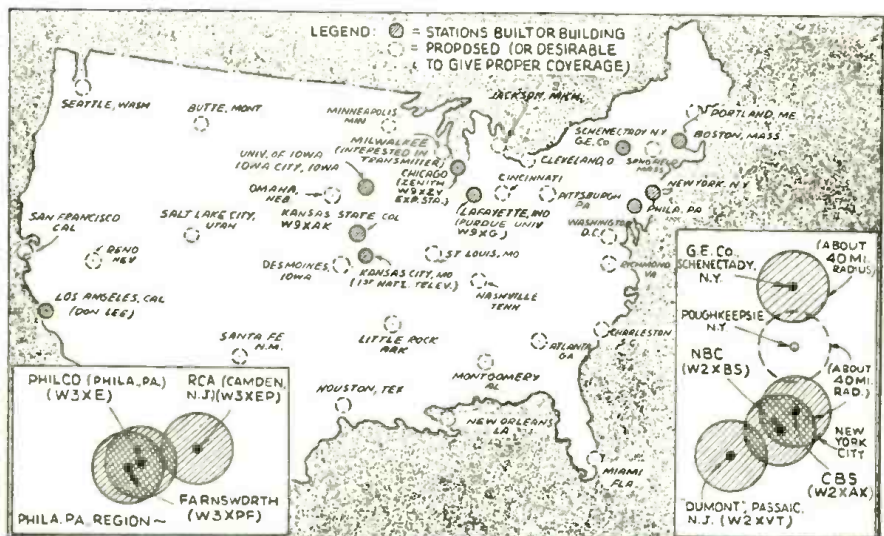 LEGEND: = STATIONS BUILT OR BUILDING
= PROPOSED (OR DESIRABLE
TO GIVE PROPER COVERAGE)
SEATTLE, WASH
BUTTE, MONT
MINNEAPOLIS
MIN
JACKSON, MICH.
PORTLAND, ME
MILWALKEE
(INTERESTED IN
TRANSMITTER)
SCHENECTADY N.Y
G.E. CO
BOSTON, MASS.
MASS
UNIV. OF IOWA
IOWA CITY, IOWA
CHICAGO
(ZENITH
W9XZV
EXP. STA.)
CLEVELAND, O.
CINCINNATI
OMAHA,
NEB.
PITTSBURGH
PA
NEW YORK, N.Y
PHILA. PA
KANSAS STATE COL
W9XAK
LAFAYETTE, IND
(PURDUE UNIV
W9XG)
WASHINGTON
D.C.
SAN FRANCISCO
CAL
SALT LAKE CITY,
UTAH
RENO
NEV
DESMOINES,
IOWA
KANSAS CITY, MO
(1ST NATL. TELEV.)
ST LOUIS, MO
RICHMOND
VA
NASHVILLE
TENN
LOS ANGELES, CAL
(DON LEE)
SANTA FE
N.M.
LITTLE ROCK
ARK
ATLANTA
GA
CHARLESTON
S.C.
MONTGOMERY
AL
HOUSTON, TEX
NEW ORLEANS
LA
MIAMI
FLA
PHILCO (PHILA., PA.)
(W3XE)
RCA (CAMDEN,
N.J.)(W3XEP)
FARNSWORTH
(W3XPF)
PHILA. PA. REGION~
G.E. CO.,
SCHENECTADY,
N.Y.
(ABOUT
40 MI.
RADIUS)
POUGHKEEPSIE
N.Y.
NBC
(W2XBS)
(ABOUT
40 MI.
RAD.)
NEW
YORK
CITY
CBS
(W2XAX)
DUMONT, PASSAIC,
N.J. (W2XVT)